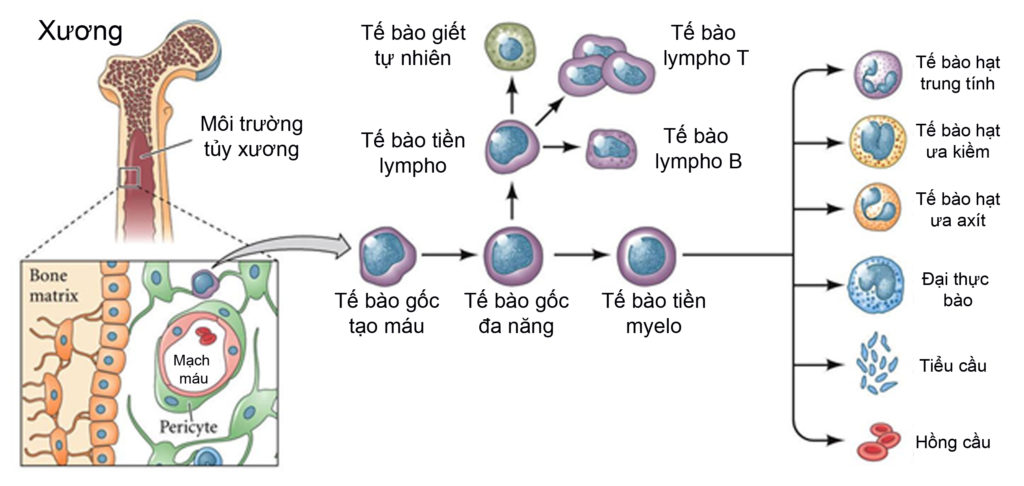 Xương
Môi trường
tủy xương
Bone
matrix
Mạch
máu
Pericyte
Tế bào gốc
tạo máu
Tế bào gốc
đa năng
Tế bào tiền
myelo
Tế bào tiền
lympho
Tế bào giết
tự nhiên
Tế bào
lympho T
Tế bào
lympho B
Tế bào hạt
trung tính
Tế bào hạt
ưa kiềm
Tế bào hạt
ưa axít
Đại thực
bào
Tiểu cầu
Hồng cầu